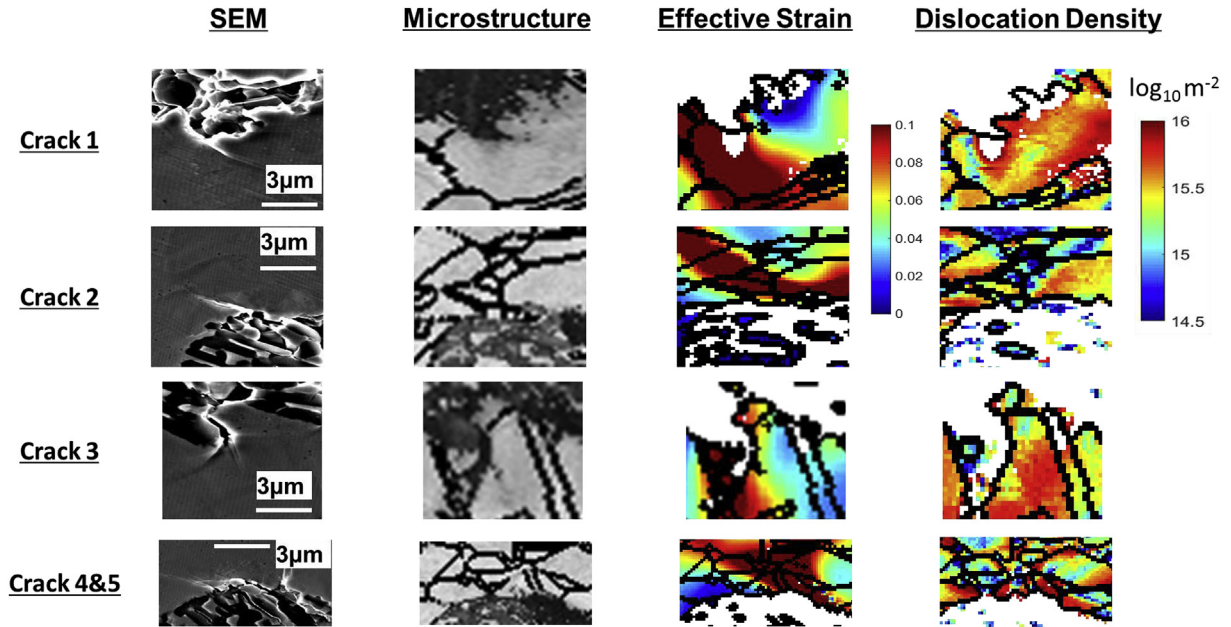 SEM Microstructure Effective Strain Dislocation Density
log₁₀ m⁻²
Crack 1
3μm
0.1
0.08
0.06
0.04
0.02
0
16
15.5
15
14.5
Crack 2
3μm
Crack 3
3μm
Crack 4&5
3μm